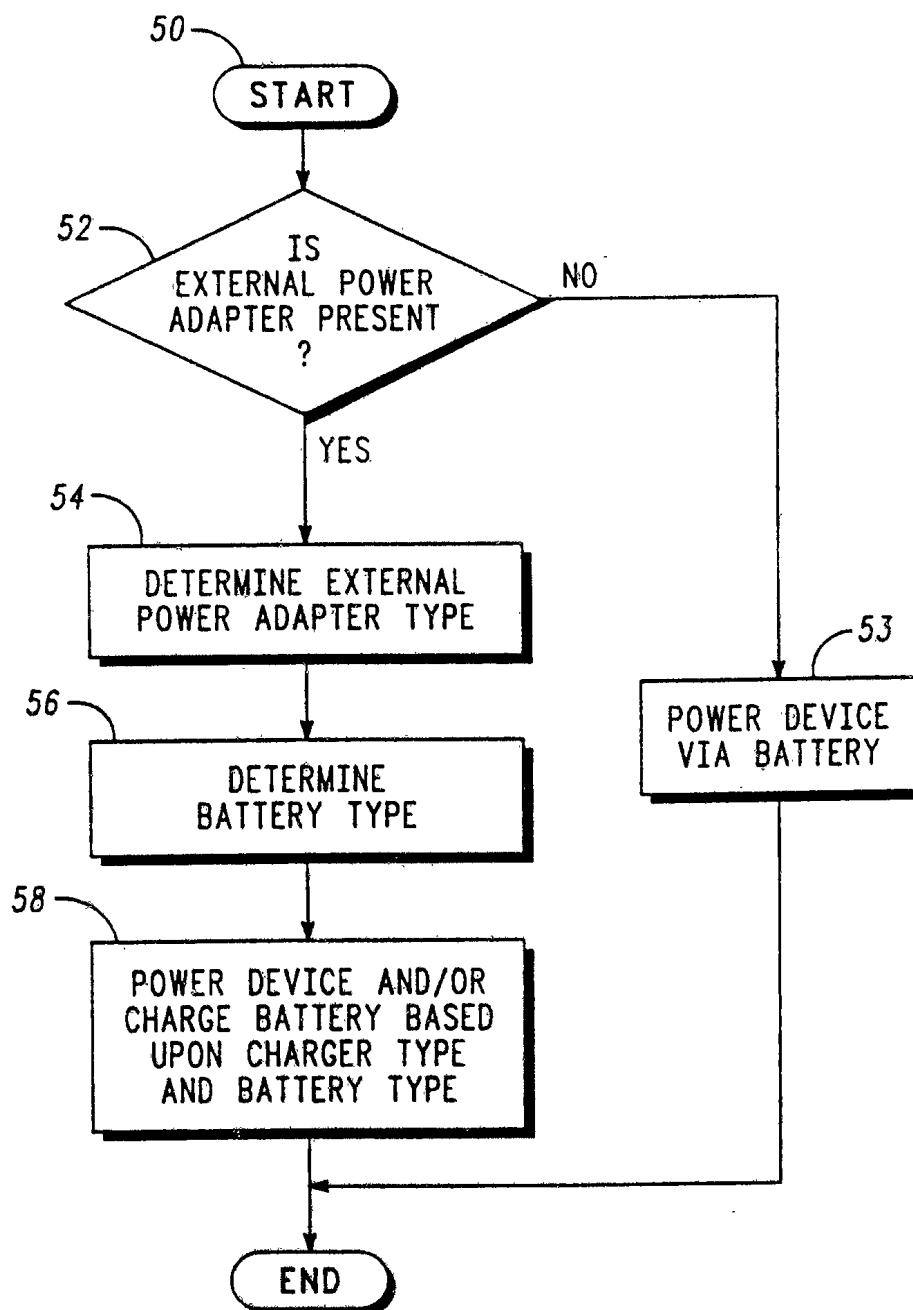 50
START
52
IS
EXTERNAL POWER
ADAPTER PRESENT
?
NO
YES
54
DETERMINE EXTERNAL
POWER ADAPTER TYPE
53
POWER DEVICE
VIA BATTERY
56
DETERMINE
BATTERY TYPE
58
POWER DEVICE AND/OR
CHARGE BATTERY BASED
UPON CHARGER TYPE
AND BATTERY TYPE
END